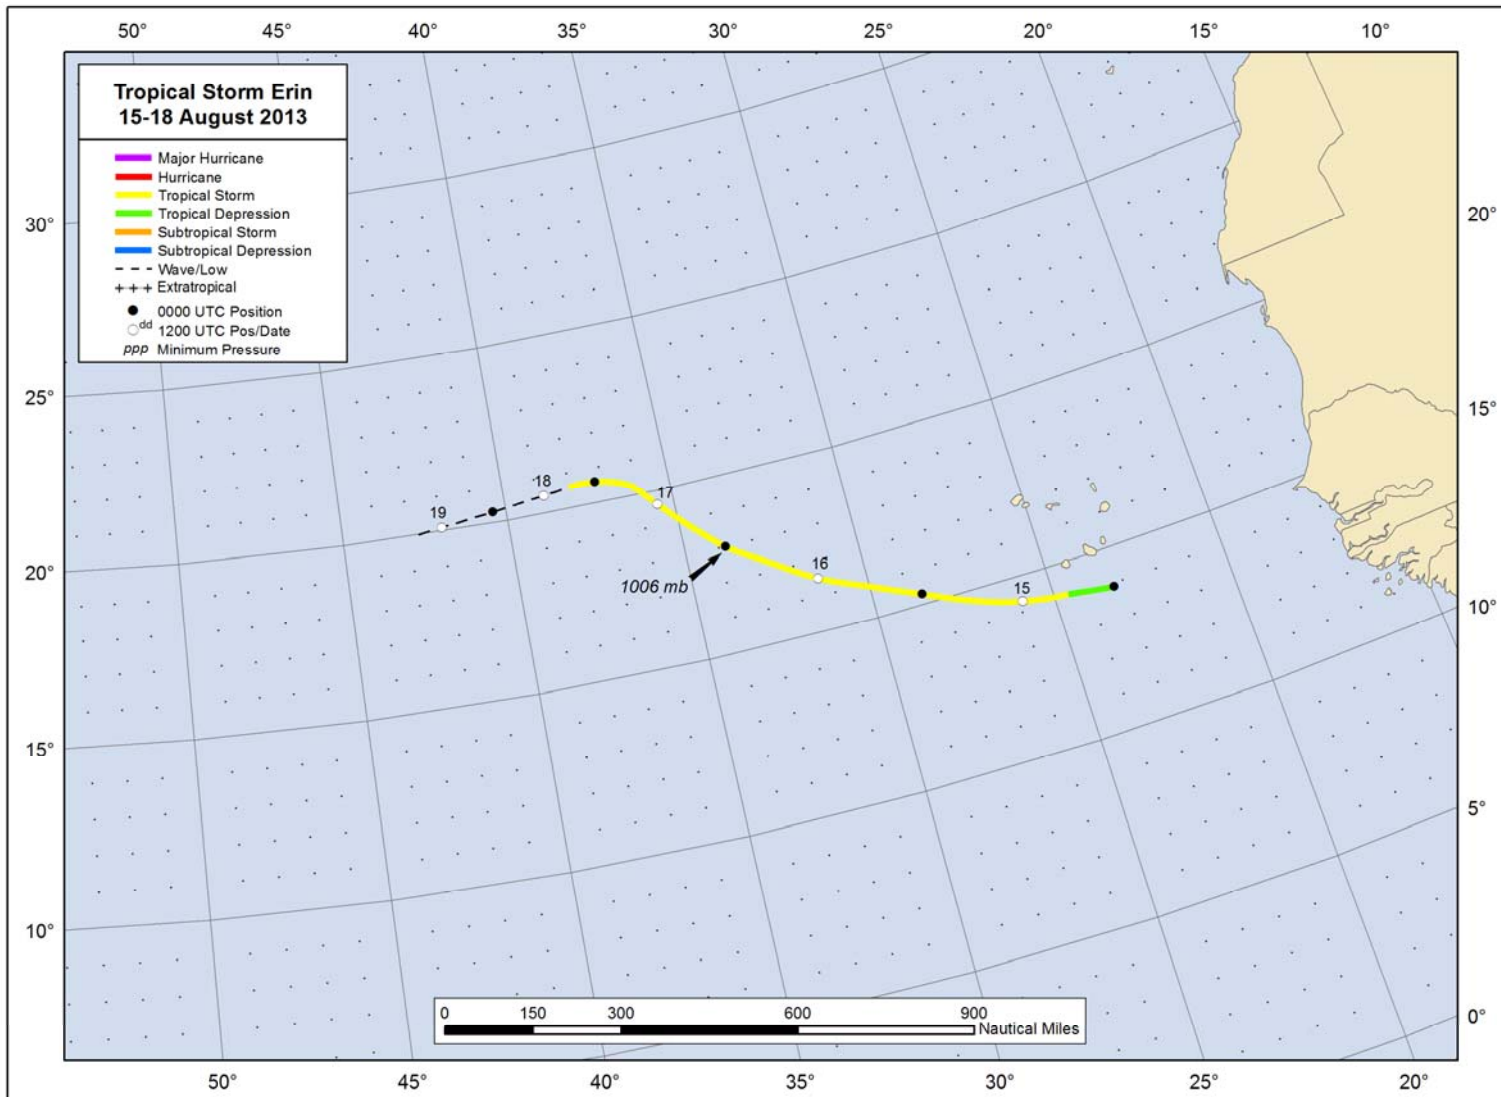 50° 45° 40° 35° 30° 25° 20° 15° 10°
Tropical Storm Erin
15-18 August 2013
Major Hurricane
Hurricane
Tropical Storm
Tropical Depression
Subtropical Storm
Subtropical Depression
Wave/Low
+++ Extratropical
0000 UTC Position
dd 1200 UTC Pos/Date
ppp Minimum Pressure
30°
25°
20°
15°
10°
20°
15°
10°
5°
0°
19
18
17
16
15
1006 mb
0 150 300 600 900
Nautical Miles
50° 45° 40° 35° 30° 20°